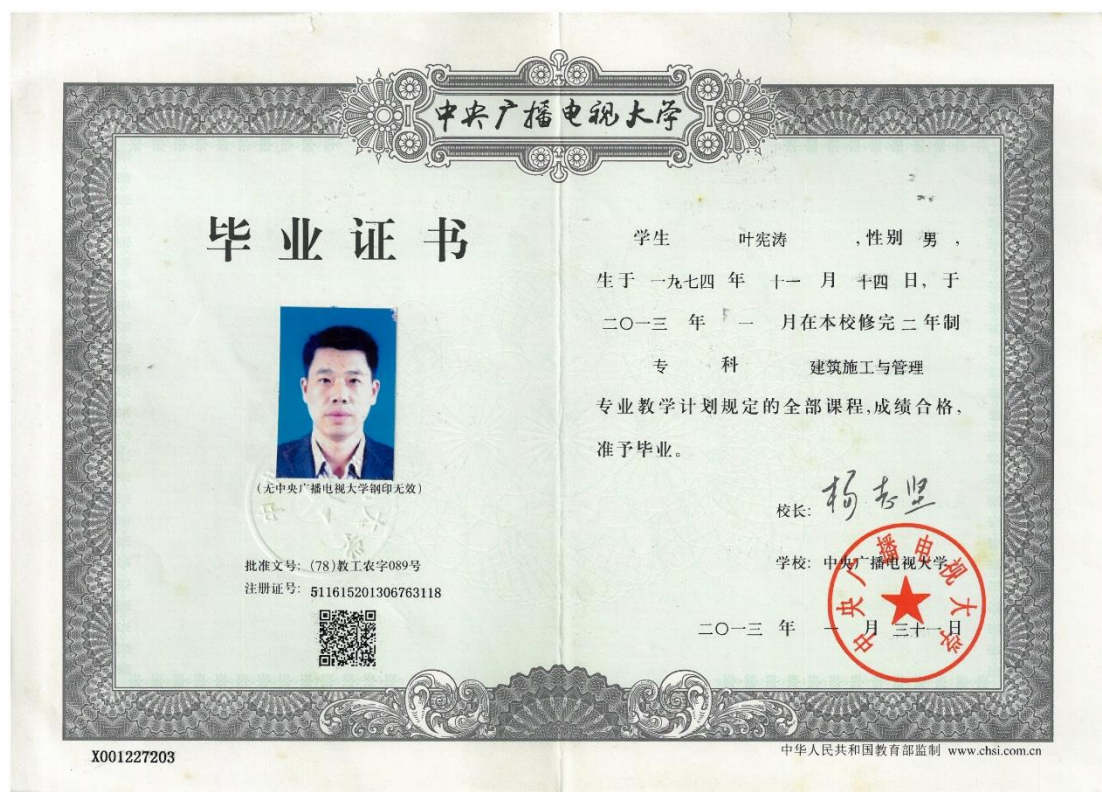 中央广播电视大学
毕业证书
(无中央广播电视大学钢印无效)
批准文号: (78)教工农字089号
注册证号: 511615201306763118
X001227203
学生 叶宪涛 ,性别 男 ,
生于 一九七四 年 十一 月 十四 日, 于
二〇一三 年 一 月在本校修完 二 年制
专 科 建筑施工与管理
专业教学计划规定的全部课程,成绩合格,
准予毕业。
校长: 杨志坚
学校: 中央广播电视大学
中央广播电视大学
二〇一三 年 一 月 三十一日
中华人民共和国教育部监制 www.chsi.com.cn